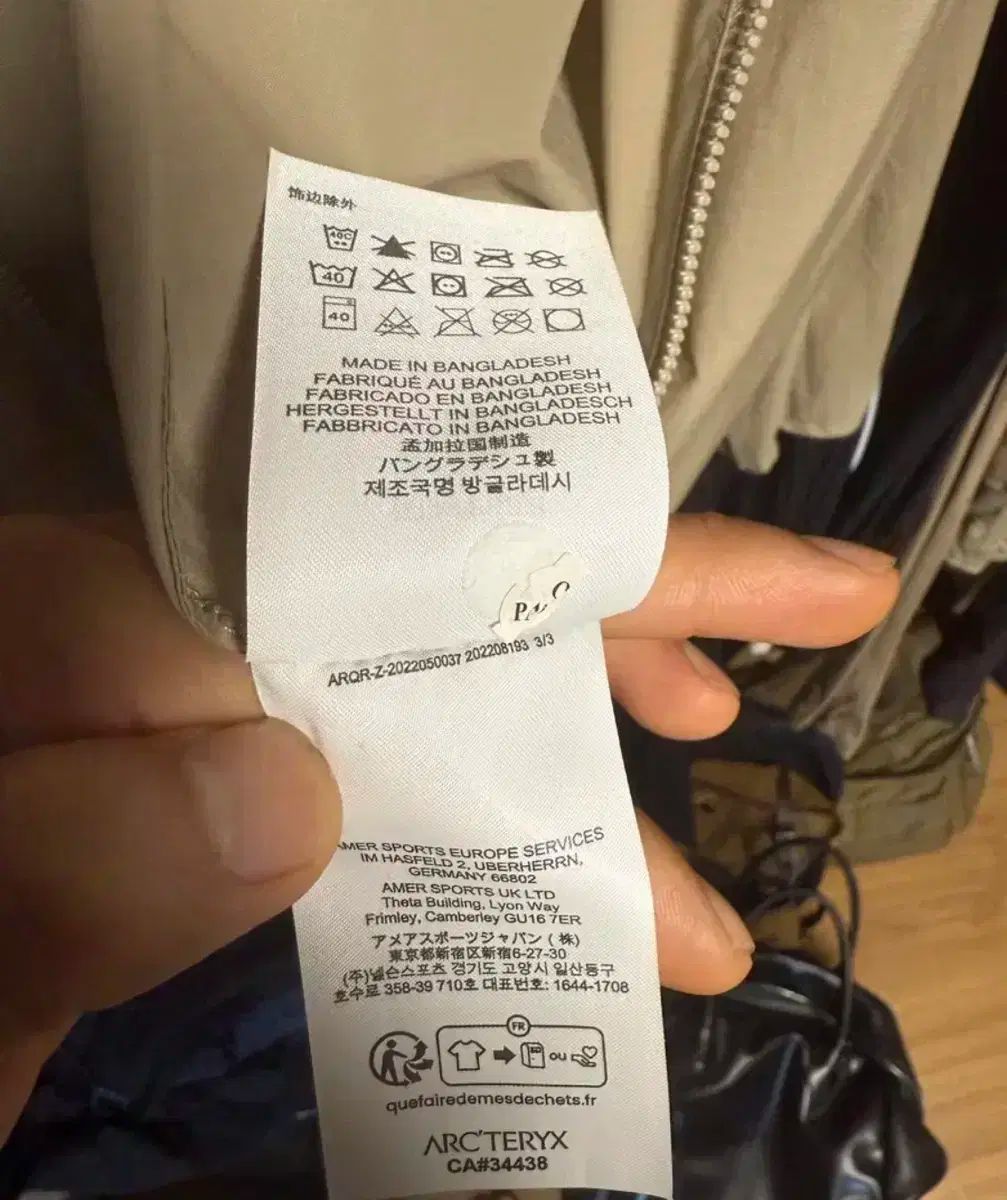 饰边除外
40C
40
40
MADE IN BANGLADESH
FABRIQUÉ AU BANGLADESH
FABRICADO EN BANGLADESH
HERGESTELLT IN BANGLADESCH
FABBRICATO IN BANGLADESH
孟加拉国制造
バングラデシュ製
제조국명 방글라데시
ARQR-Z-2022050037 202208193 3/3
AMER SPORTS EUROPE SERVICES
IM HASFELD 2, UBERHERRN,
GERMANY 66802
AMER SPORTS UK LTD
Theta Building, Lyon Way
Frimley, Camberley GU16 7ER
アメアスポーツジャパン (株)
東京都新宿区新宿6-27-30
(주)넬슨스포츠 경기도 고양시 일산동구
호수로 358-39 710호 대표번호: 1644-1708
FR
ou
quefairedemesdechets.fr
ARC'TERYX
CA#34438